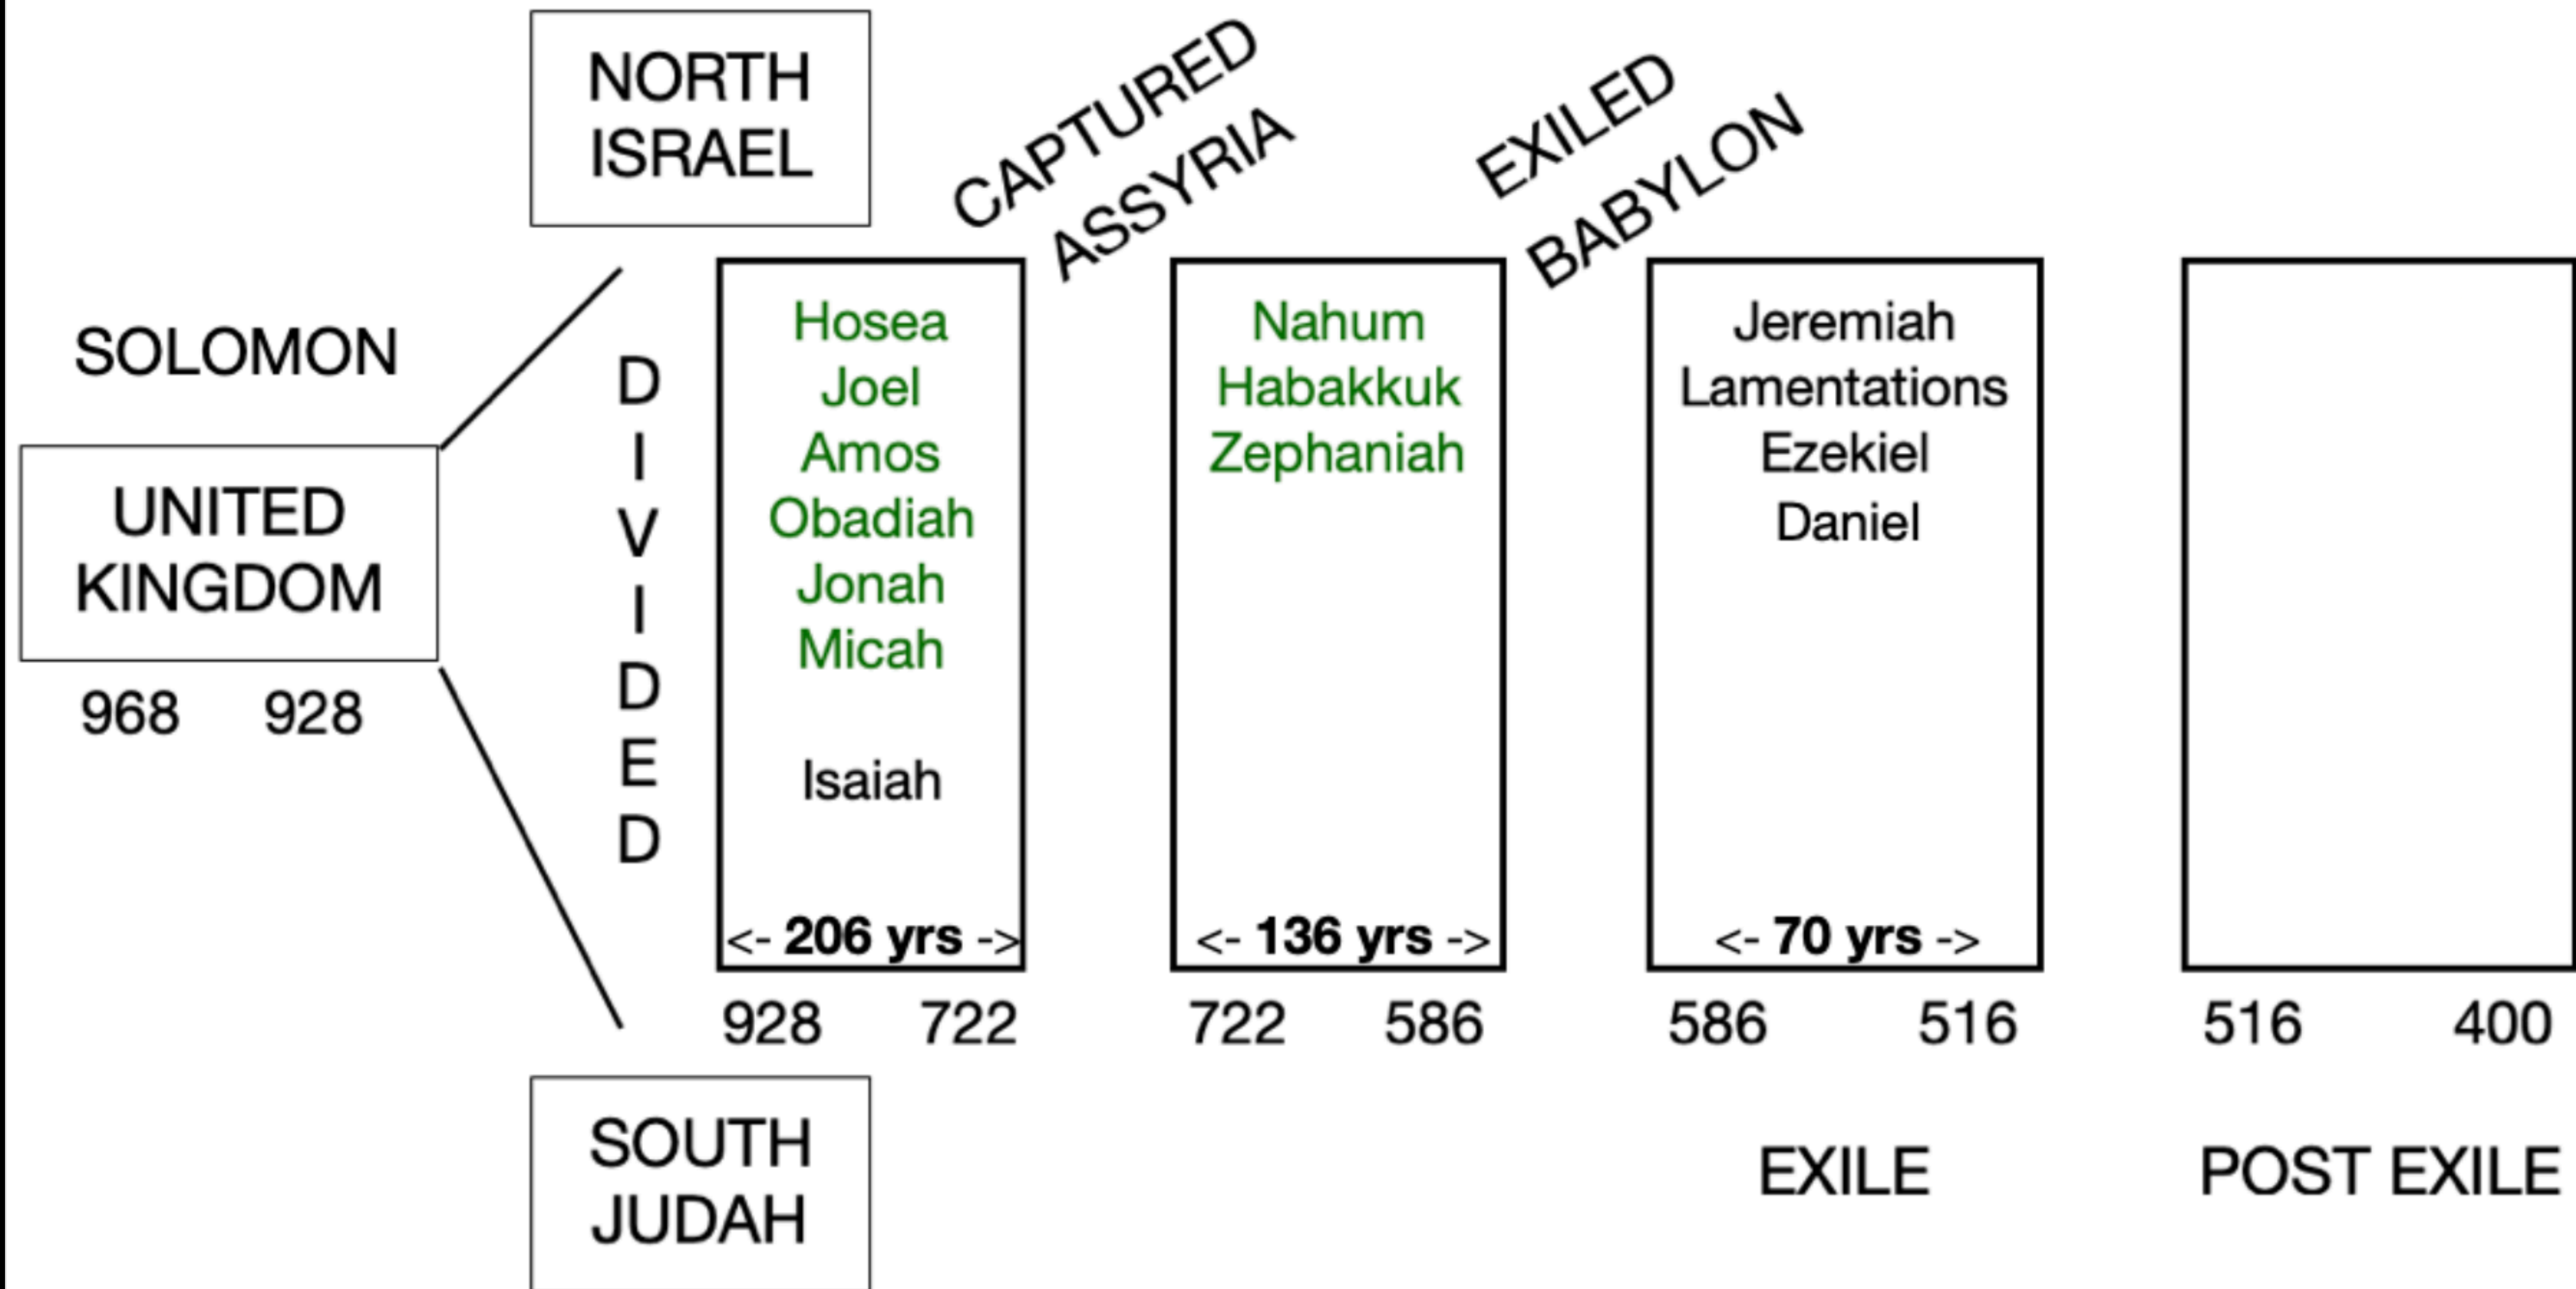 NORTH
ISRAEL
CAPTURED
ASSYRIA
EXILED
BABYLON
SOLOMON
UNITED
KINGDOM
968 928
D
I
V
I
D
E
D
Hosea
Joel
Amos
Obadiah
Jonah
Micah
Isaiah
<- 206 yrs ->
928 722
Nahum
Habakkuk
Zephaniah
<- 136 yrs ->
722 586
Jeremiah
Lamentations
Ezekiel
Daniel
<- 70 yrs ->
586 516
EXILE
516 400
POST EXILE
SOUTH
JUDAH